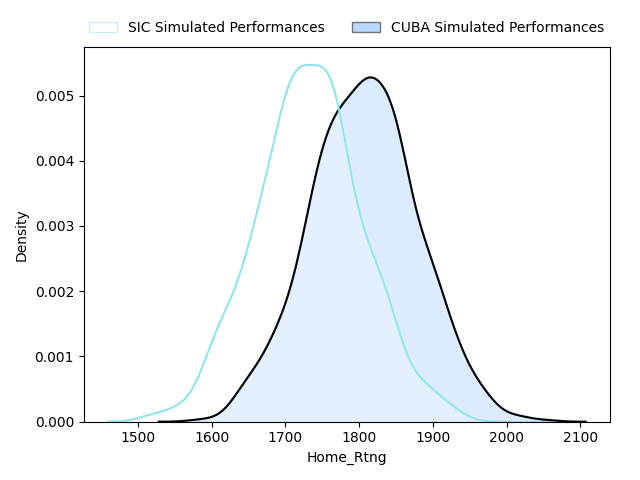 SIC Simulated Performances CUBA Simulated Performances
0.005
0.004
0.003
0.002
0.001
0.000
Density
1500 1600 1700 1800 1900 2000 2100
Home_Rtng